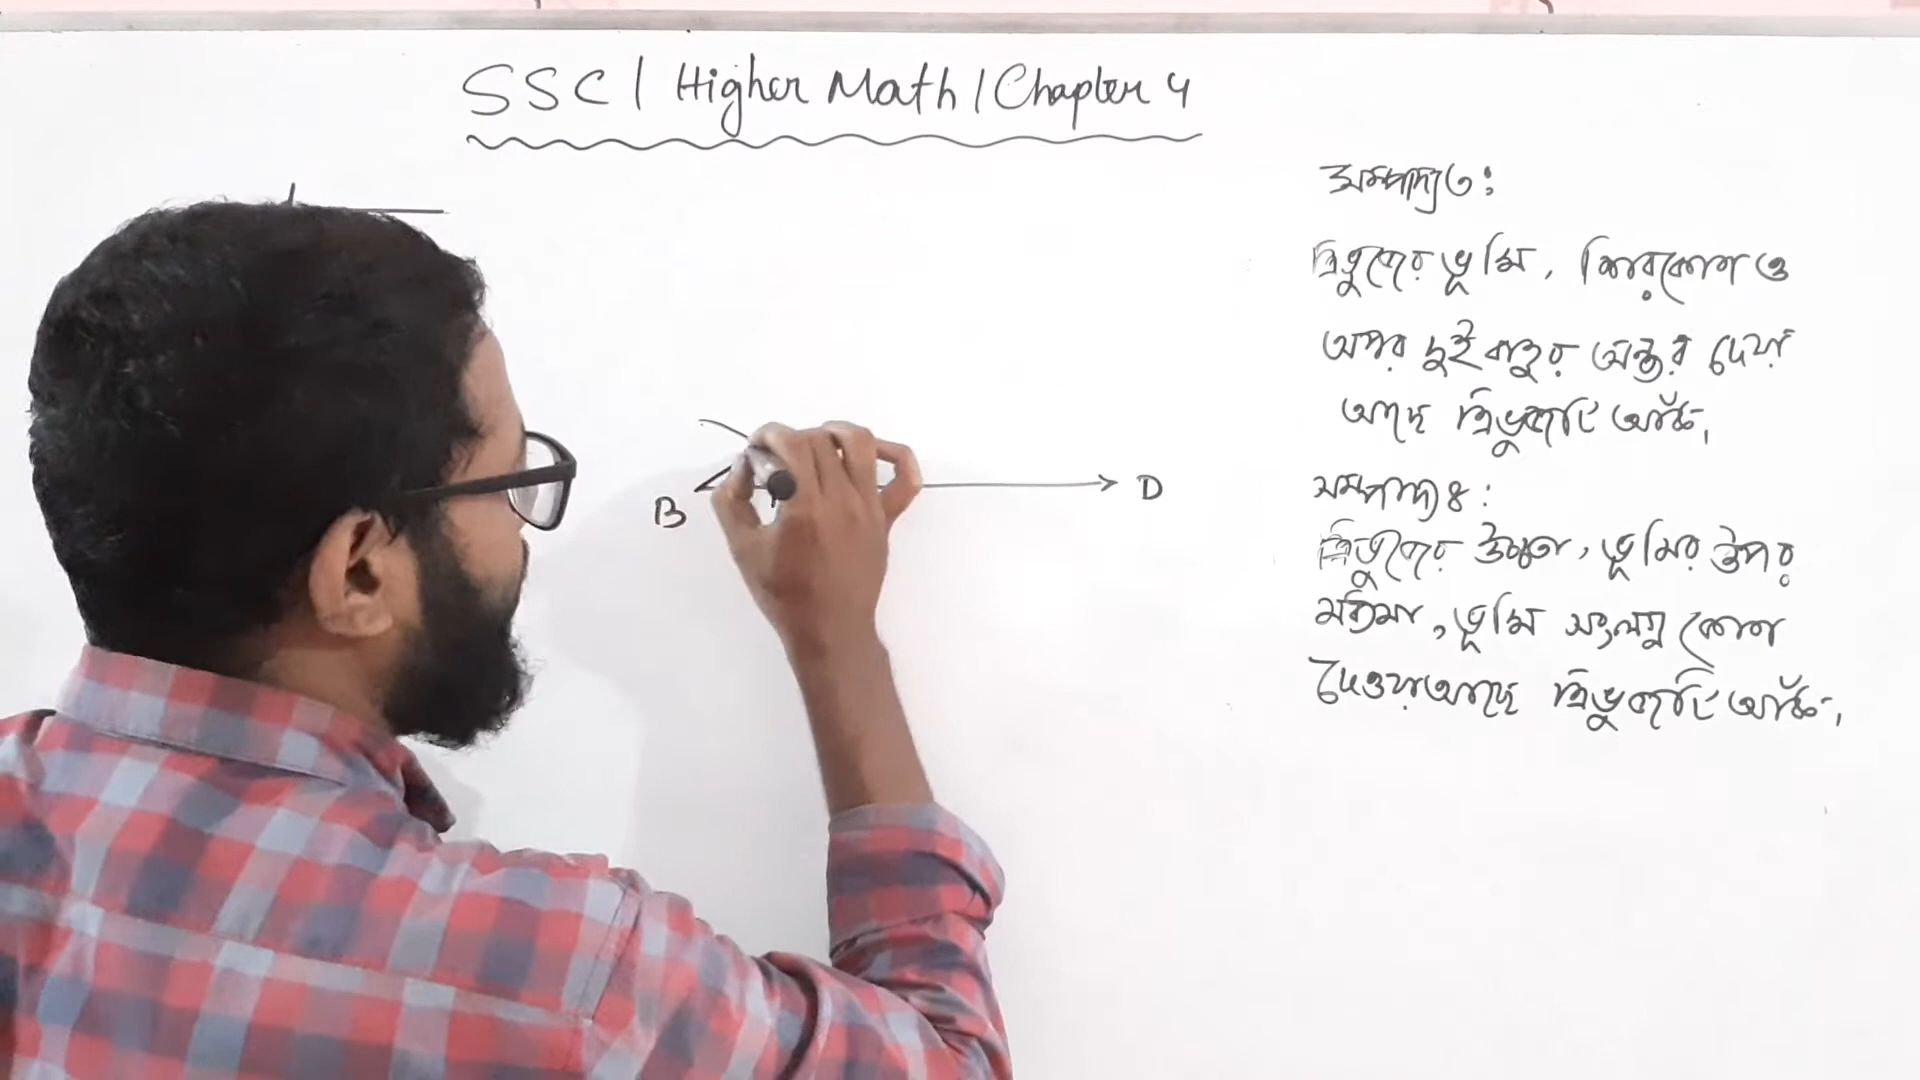 SSC / Higher Math / Chapter 4
সম্পাদ্য ৩ :
ত্রিভুজের ভূমি, শিরঃকোণ ও
অপর দুই বাহুর অন্তর দেয়া
আছে ত্রিভুজটি আঁক,
সম্পাদ্য ৪ :
ত্রিভুজের উচ্চতা, ভূমির উপর
মধ্যমা, ভূমি সংলগ্ন কোণ
দেওয়া আছে ত্রিভুজটি আঁক,
B
D